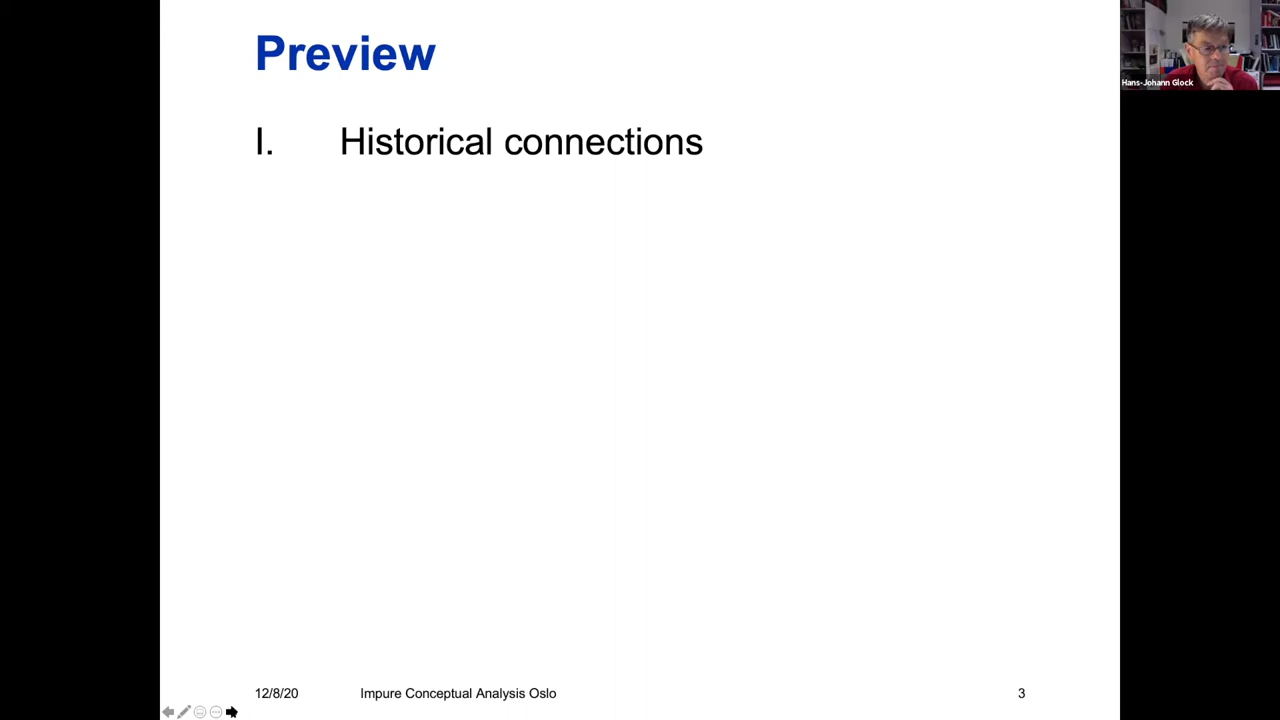 Preview
I. Historical connections
Hans-Johann Glock
12/8/20 Impure Conceptual Analysis Oslo 3